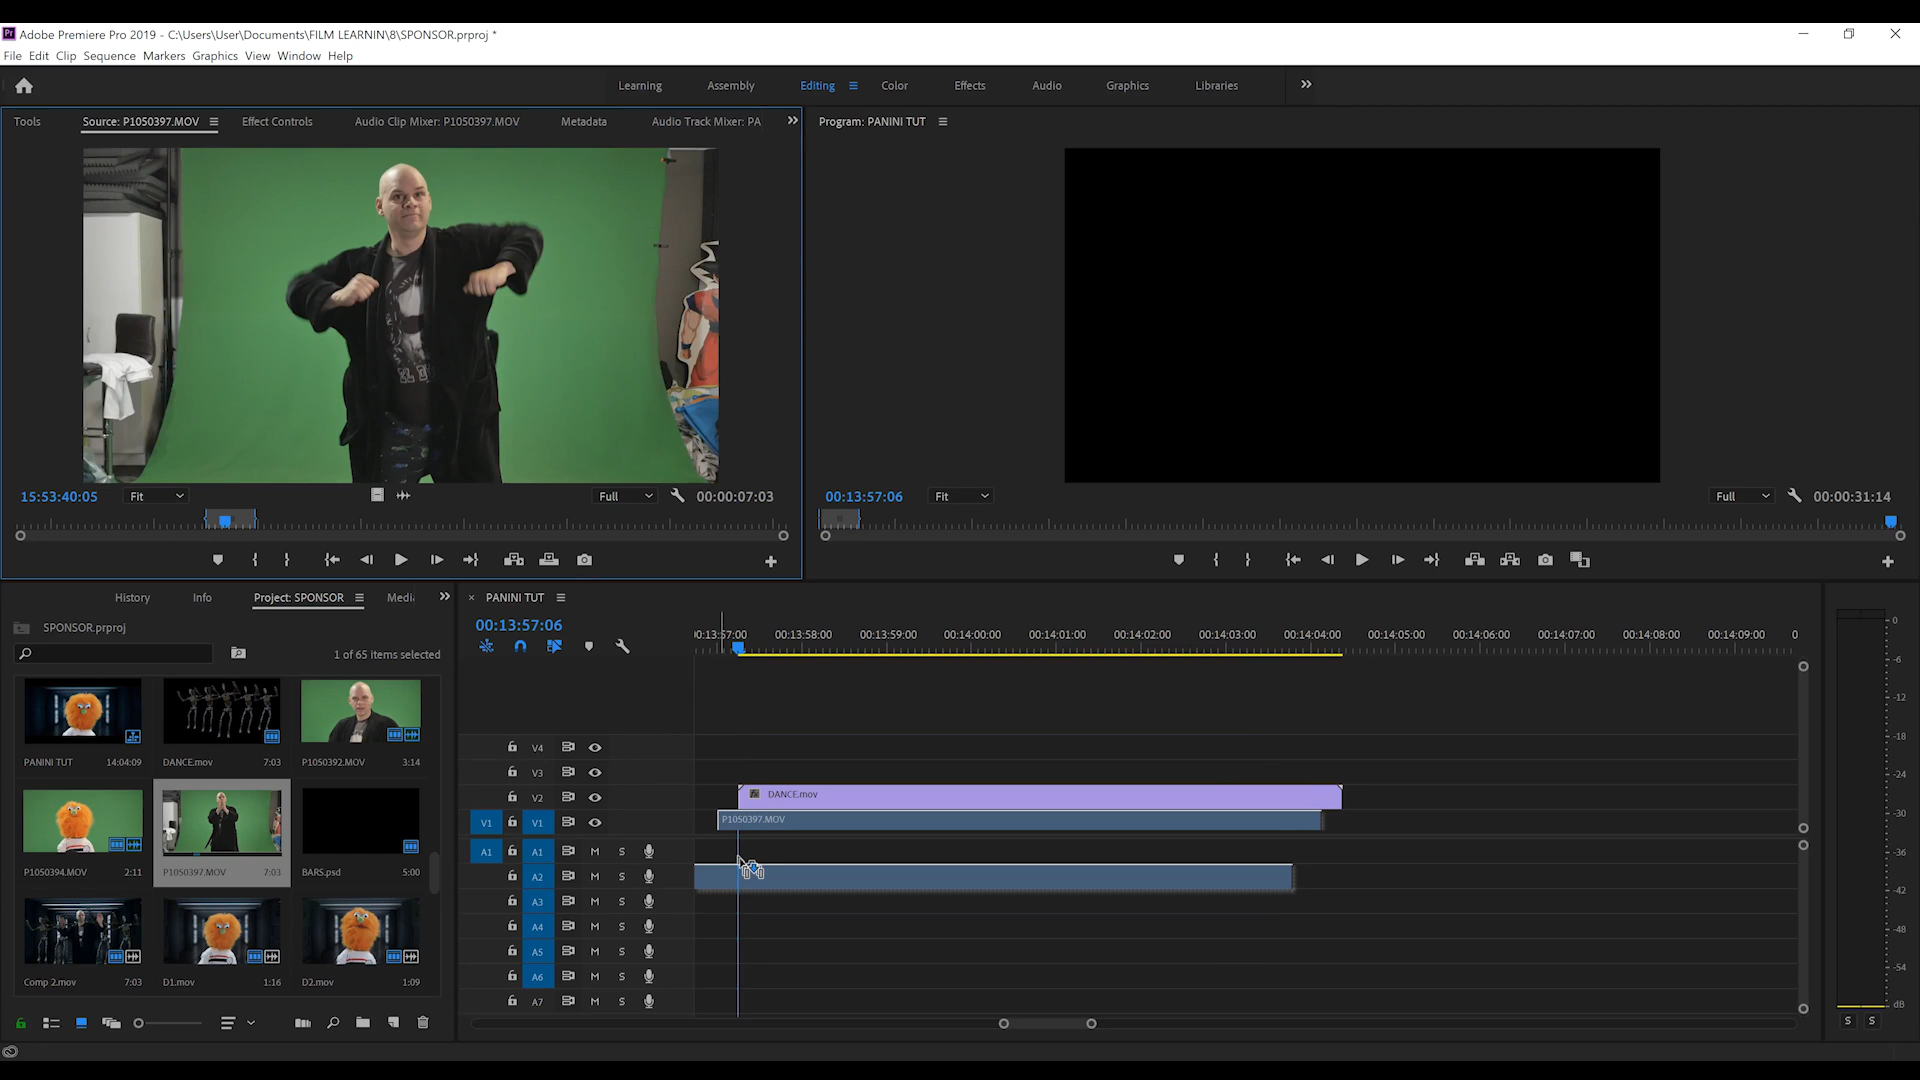 Adobe Premiere Pro 2019 - C:\Users\User\Documents\FILM LEARNIN\8\SPONSOR.prproj *
File Edit Clip Sequence Markers Graphics View Window Help
Learning Assembly Editing Color Effects Audio Graphics Libraries
Tools Source: P1050397.MOV Effect Controls Audio Clip Mixer: P1050397.MOV Metadata Audio Track Mixer: PA
Program: PANINI TUT
15:53:40:05 Fit Full 00:00:07:03
00:13:57:06 Fit Full 00:00:31:14
History Info Project: SPONSOR Medi
SPONSOR.prproj
1 of 65 items selected
PANINI TUT 14:04:09 DANCE.mov 7:03 P1050392.MOV 3:14
P1050394.MOV 2:11 P1050397.MOV 7:03 BARS.psd 5:00
Comp 2.mov 7:03 D1.mov 1:16 D2.mov 1:09
PANINI TUT
00:13:57:06
0:13:57:00 00:13:58:00 00:13:59:00 00:14:00:00 00:14:01:00 00:14:02:00 00:14:03:00 00:14:04:00 00:14:05:00 00:14:06:00 00:14:07:00 00:14:08:00 00:14:09:00 0
V4
V3
V2 DANCE.mov
V1 V1 P1050397.MOV
A1 A1 M S
A2 M S
A3 M S
A4 M S
A5 M S
A6 M S
A7 M S
0
-6
-12
-18
-24
-30
-36
-42
-48
-54
dB
S S